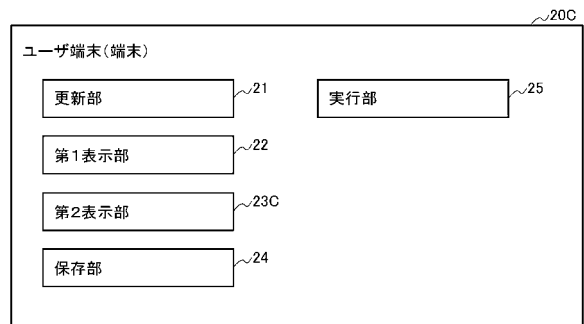 20C
ユーザ端末(端末)
更新部 21
実行部 25
第1表示部 22
第2表示部 23C
保存部 24